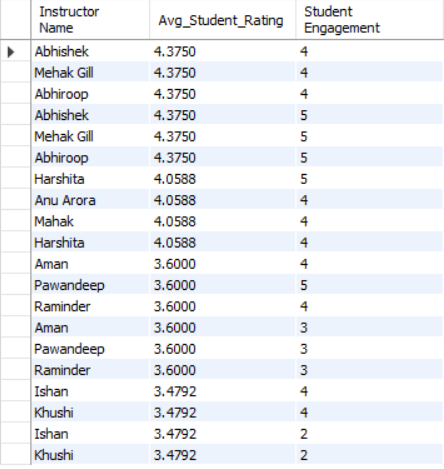 Instructor Name Avg_Student_Rating Student Engagement
Abhishek 4.3750 4
Mehak Gill 4.3750 4
Abhiroop 4.3750 4
Abhishek 4.3750 5
Mehak Gill 4.3750 5
Abhiroop 4.3750 5
Harshita 4.0588 5
Anu Arora 4.0588 4
Mahak 4.0588 4
Harshita 4.0588 4
Aman 3.6000 4
Pawandeep 3.6000 5
Raminder 3.6000 4
Aman 3.6000 3
Pawandeep 3.6000 3
Raminder 3.6000 3
Ishan 3.4792 4
Khushi 3.4792 4
Ishan 3.4792 2
Khushi 3.4792 2